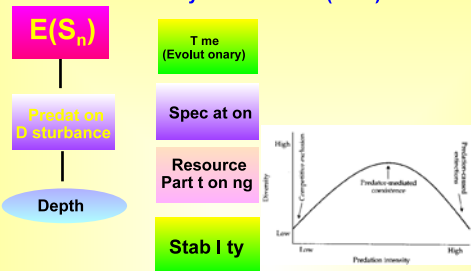 E(Sn)
T me
(Evolut onary)
Predat on
D sturbance
Spec at on
Resource
Part t on ng
Depth
Stab l ty
High
Low
Diversity
Competitive exclusion
Predator-mediated
coexistence
Predator-caused
extinctions
Low
High
Predation intensity